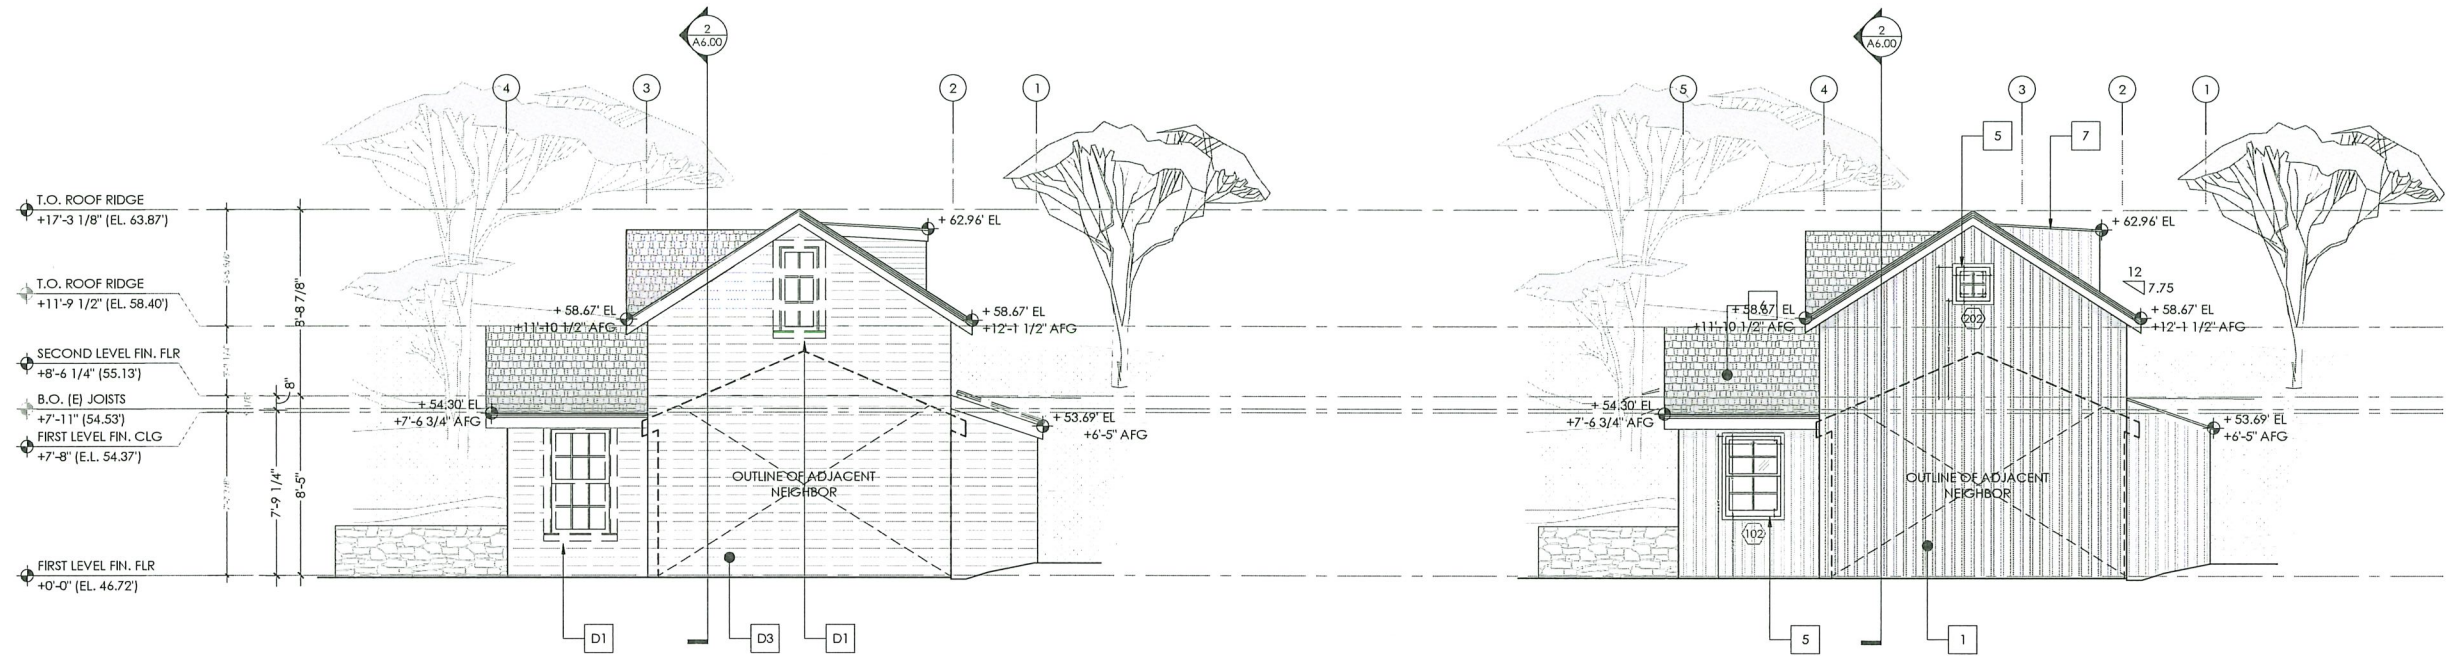 2
A6.00
4
3
2
1
T.O. ROOF RIDGE
+17'-3 1/8" (EL. 63.87')
T.O. ROOF RIDGE
+11'-9 1/2" (EL. 58.40')
SECOND LEVEL FIN. FLR
+8'-6 1/4" (55.13')
B.O. (E) JOISTS
+7'-11" (54.53')
FIRST LEVEL FIN. CLG
+7'-8" (E.L. 54.37')
FIRST LEVEL FIN. FLR
+0'-0" (EL. 46.72')
8'-8 7/8"
8"
7'-9 1/4"
8'-5"
+ 62.96' EL
+ 58.67' EL
+11'-10 1/2" AFG
+ 58.67' EL
+12'-1 1/2" AFG
+ 54.30' EL
+7'-6 3/4" AFG
+ 53.69' EL
+6'-5" AFG
OUTLINE OF ADJACENT
NEIGHBOR
D1
D3
D1
2
A6.00
5
4
3
2
1
5
7
+ 62.96' EL
12
7.75
6
+ 58.67' EL
+11'-10 1/2" AFG
202
+ 58.67' EL
+12'-1 1/2" AFG
+ 54.30' EL
+7'-6 3/4" AFG
+ 53.69' EL
+6'-5" AFG
OUTLINE OF ADJACENT
NEIGHBOR
102
5
1